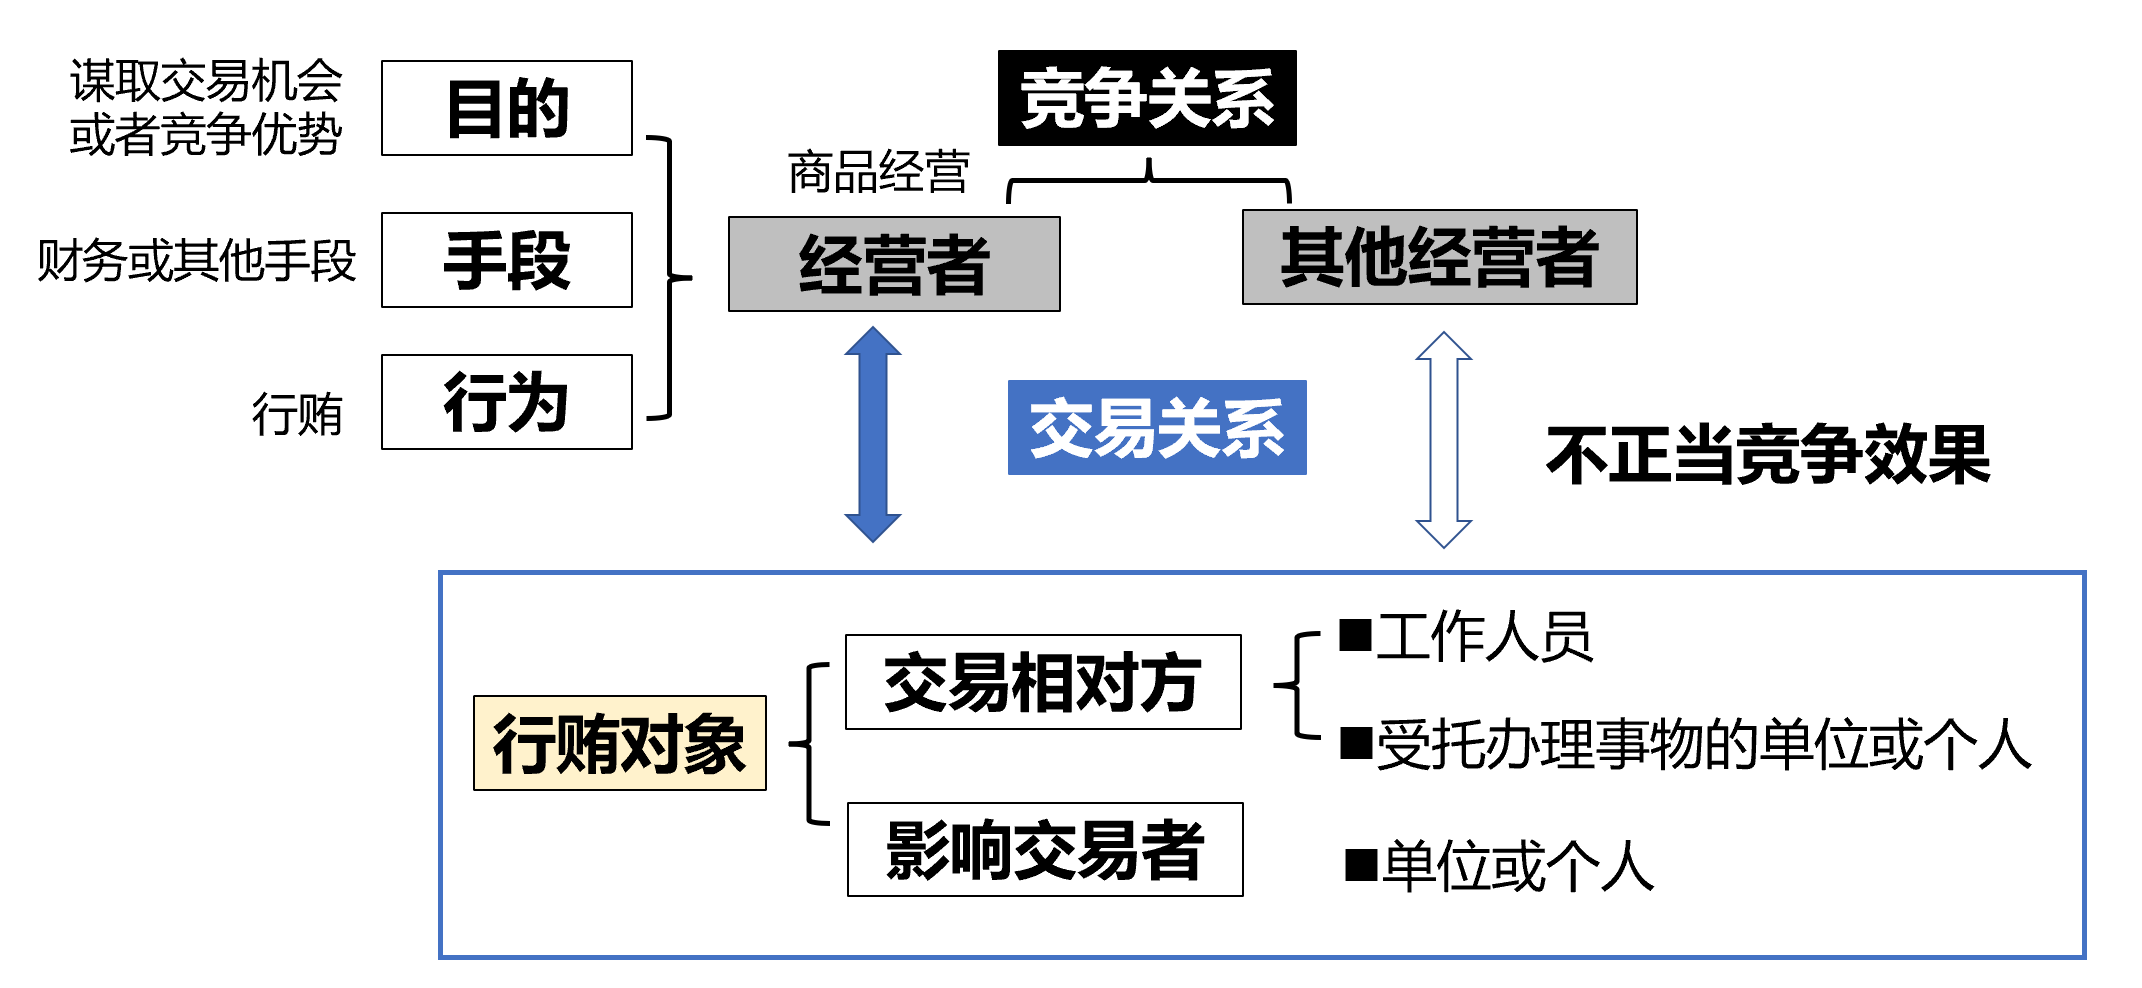 谋取交易机会
或者竞争优势
目的
财务或其他手段
手段
行贿
行为
竞争关系
商品经营
经营者
其他经营者
交易关系
不正当竞争效果
行贿对象
交易相对方
■工作人员
■受托办理事物的单位或个人
影响交易者
■单位或个人